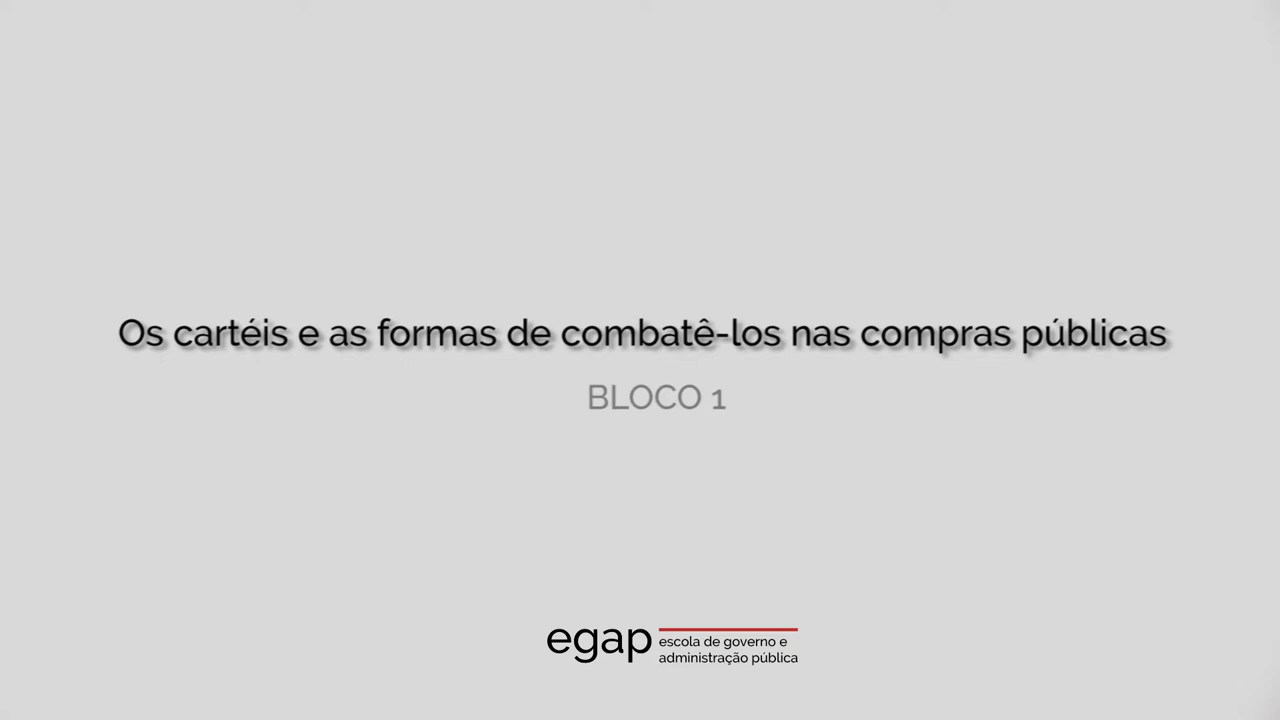 Os cartéis e as formas de combatê-los nas compras públicas
BLOCO 1
egap
escola de governo e
administração pública